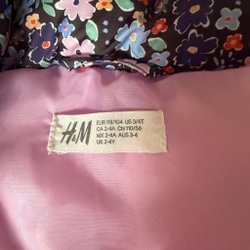 H&M
EUR 98/104 US 3/4T
CA 2-4A CN 110/56
MX 2-4A AUS 3-4
UK 2-4Y